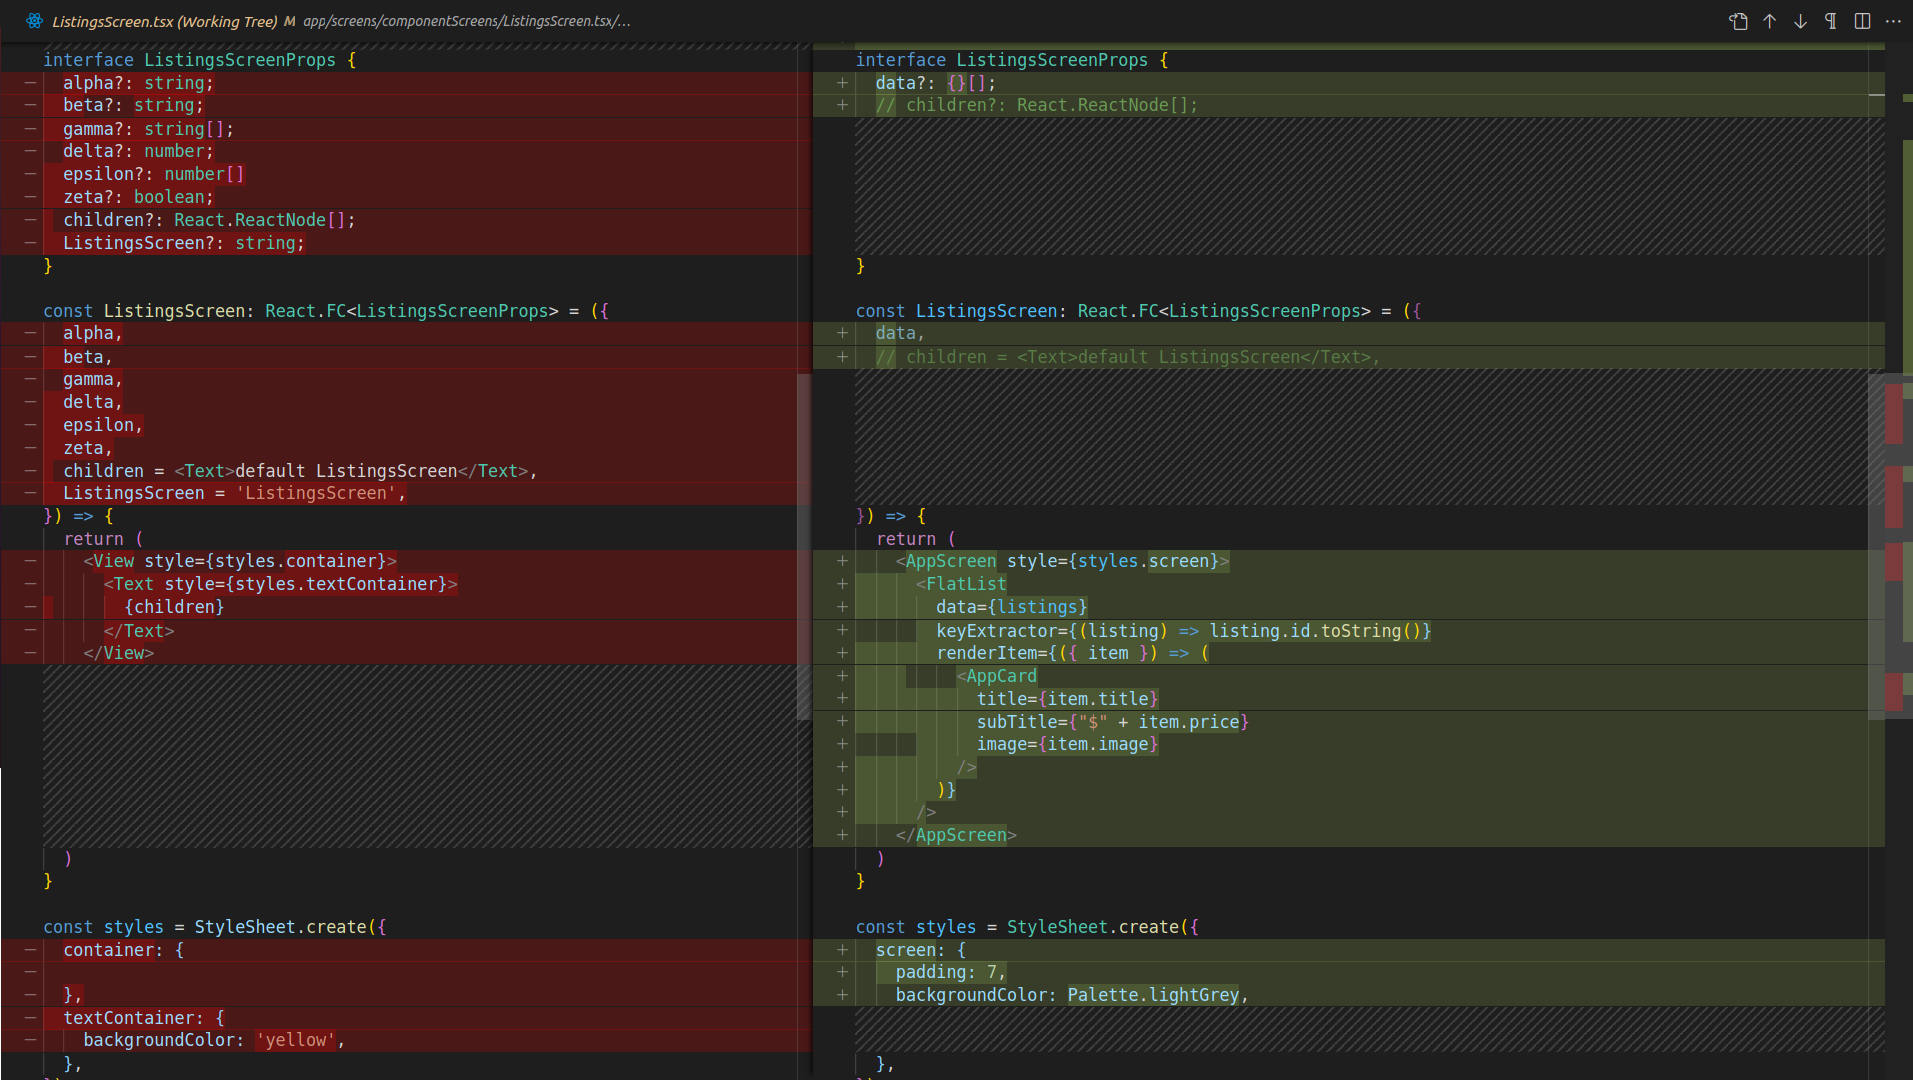 ListingsScreen.tsx (Working Tree) M app/screens/componentScreens/ListingsScreen.tsx/...
interface ListingsScreenProps {
alpha?: string;
beta?: string;
gamma?: string[];
delta?: number;
epsilon?: number[]
zeta?: boolean;
children?: React.ReactNode[];
ListingsScreen?: string;
}
const ListingsScreen: React.FC<ListingsScreenProps> = ({
alpha,
beta,
gamma,
delta,
epsilon,
zeta,
children = <Text>default ListingsScreen</Text>,
ListingsScreen = 'ListingsScreen',
}) => {
return (
<View style={styles.container}>
<Text style={styles.textContainer}>
{children}
</Text>
</View>
)
}
const styles = StyleSheet.create({
container: {
},
textContainer: {
backgroundColor: 'yellow',
},
interface ListingsScreenProps {
data?: {}[];
// children?: React.ReactNode[];
}
const ListingsScreen: React.FC<ListingsScreenProps> = ({
data,
// children = <Text>default ListingsScreen</Text>,
}) => {
return (
<AppScreen style={styles.screen}>
<FlatList
data={listings}
keyExtractor={(listing) => listing.id.toString()}
renderItem={({ item }) => (
<AppCard
title={item.title}
subTitle={"$" + item.price}
image={item.image}
/>
)}
/>
</AppScreen>
)
}
const styles = StyleSheet.create({
screen: {
padding: 7,
backgroundColor: Palette.lightGrey,
},